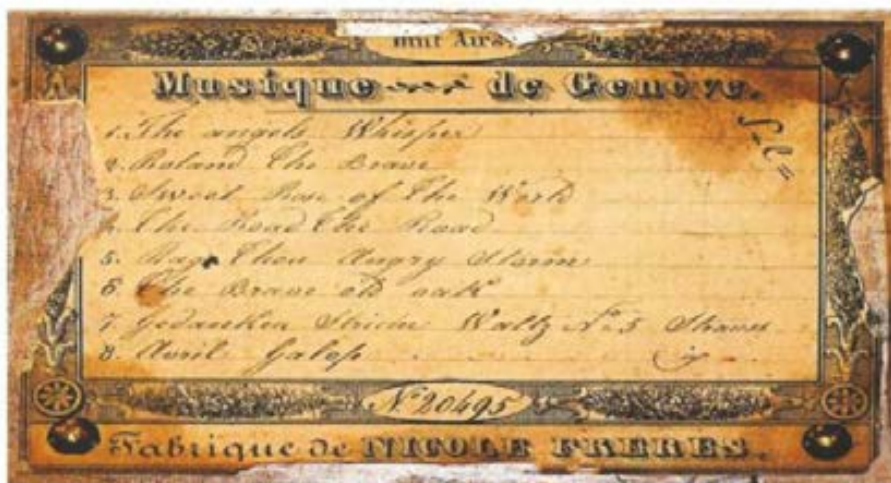 Airs.
Musique de Genève.
1. The angels Whisper
2. Roland the Brave
3. Sweet Rose of the World
4. The Road The Road
5. Rage Thou Angry Storm
6. The Brave old oak
7. Gedanken Waltz No 5 Strauss
8. Avril Galop
No 20495
Fabrique de NICOLE FRERES.